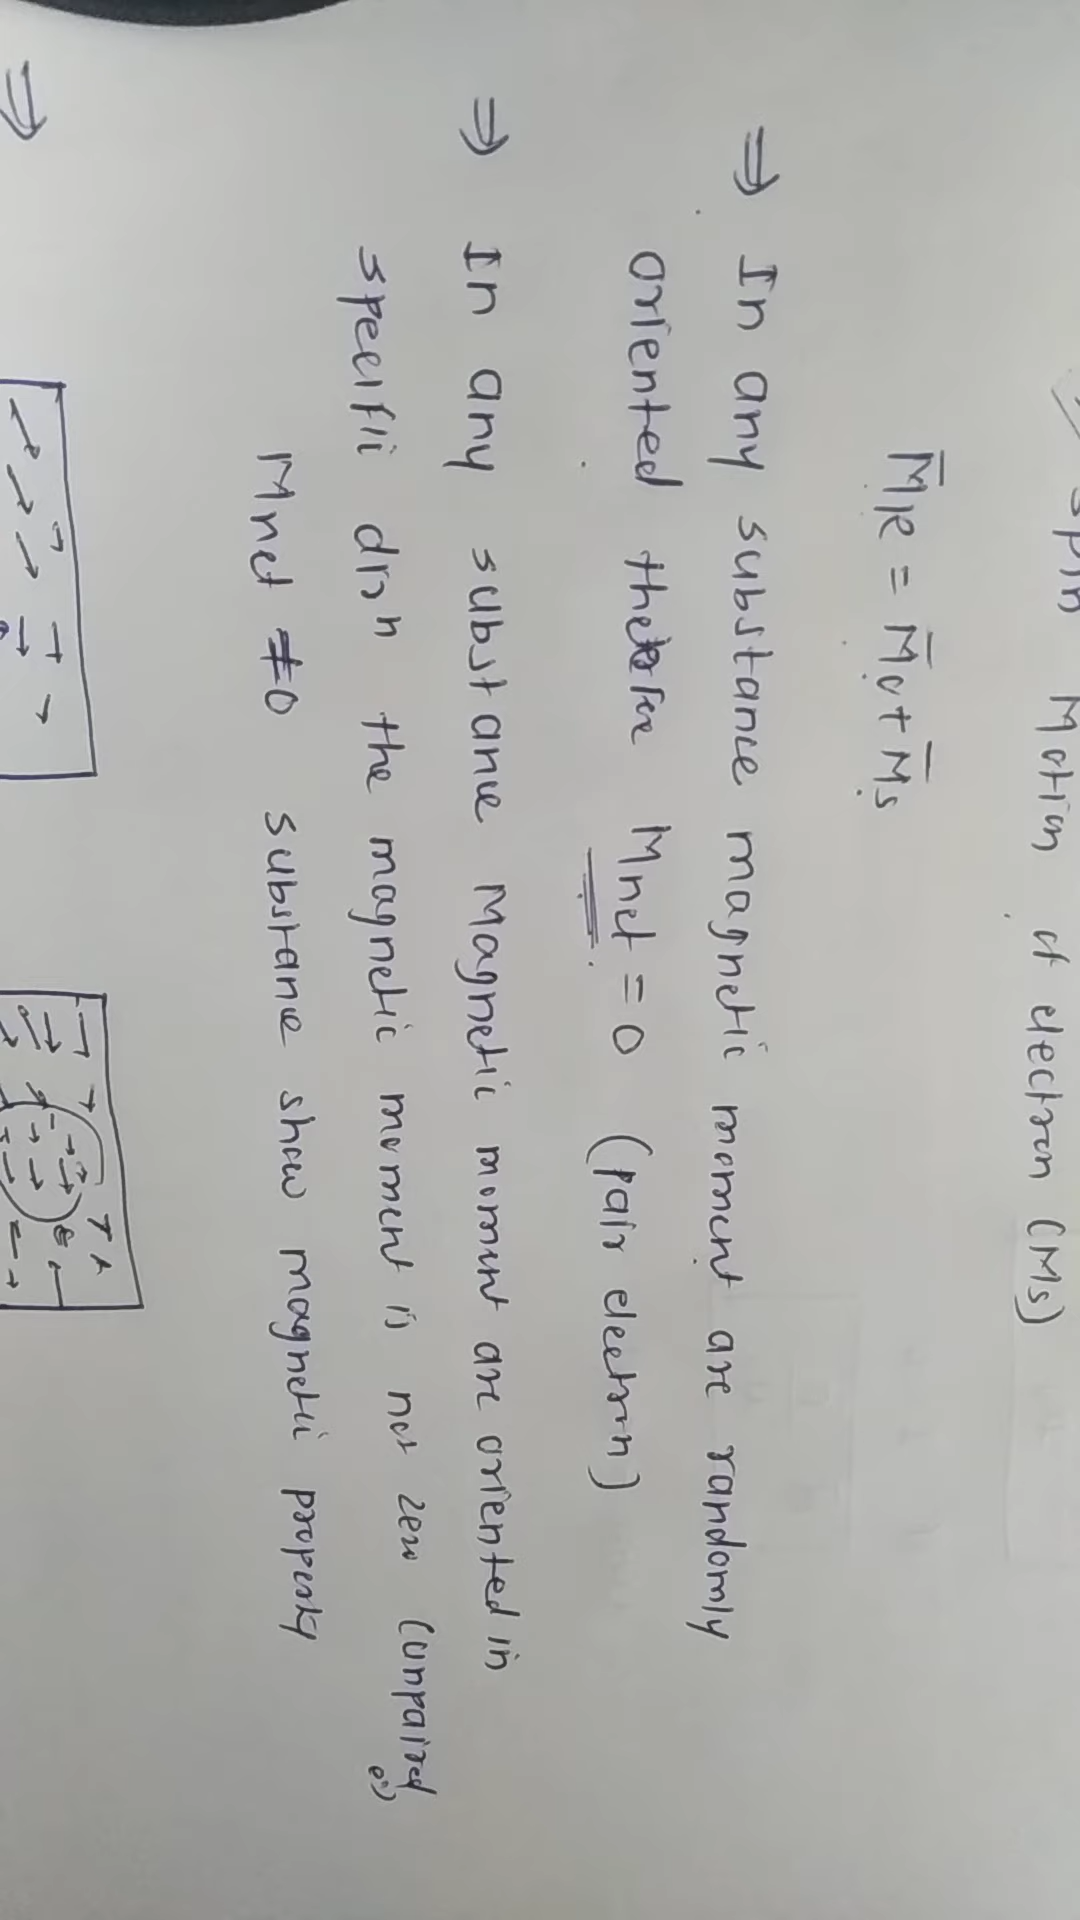 spin Motion of electron (Ms)
M̄R = M̄o + M̄s
⇒ In any substance magnetic moment are randomly
oriented therefore Mnet = 0 (pair electron)
⇒ In any substance Magnetic moment are oriented in
specific dirn the magnetic moment is not zero (unpaired e⁻)
Mnet ≠ 0 substance show magnetic property
⇒